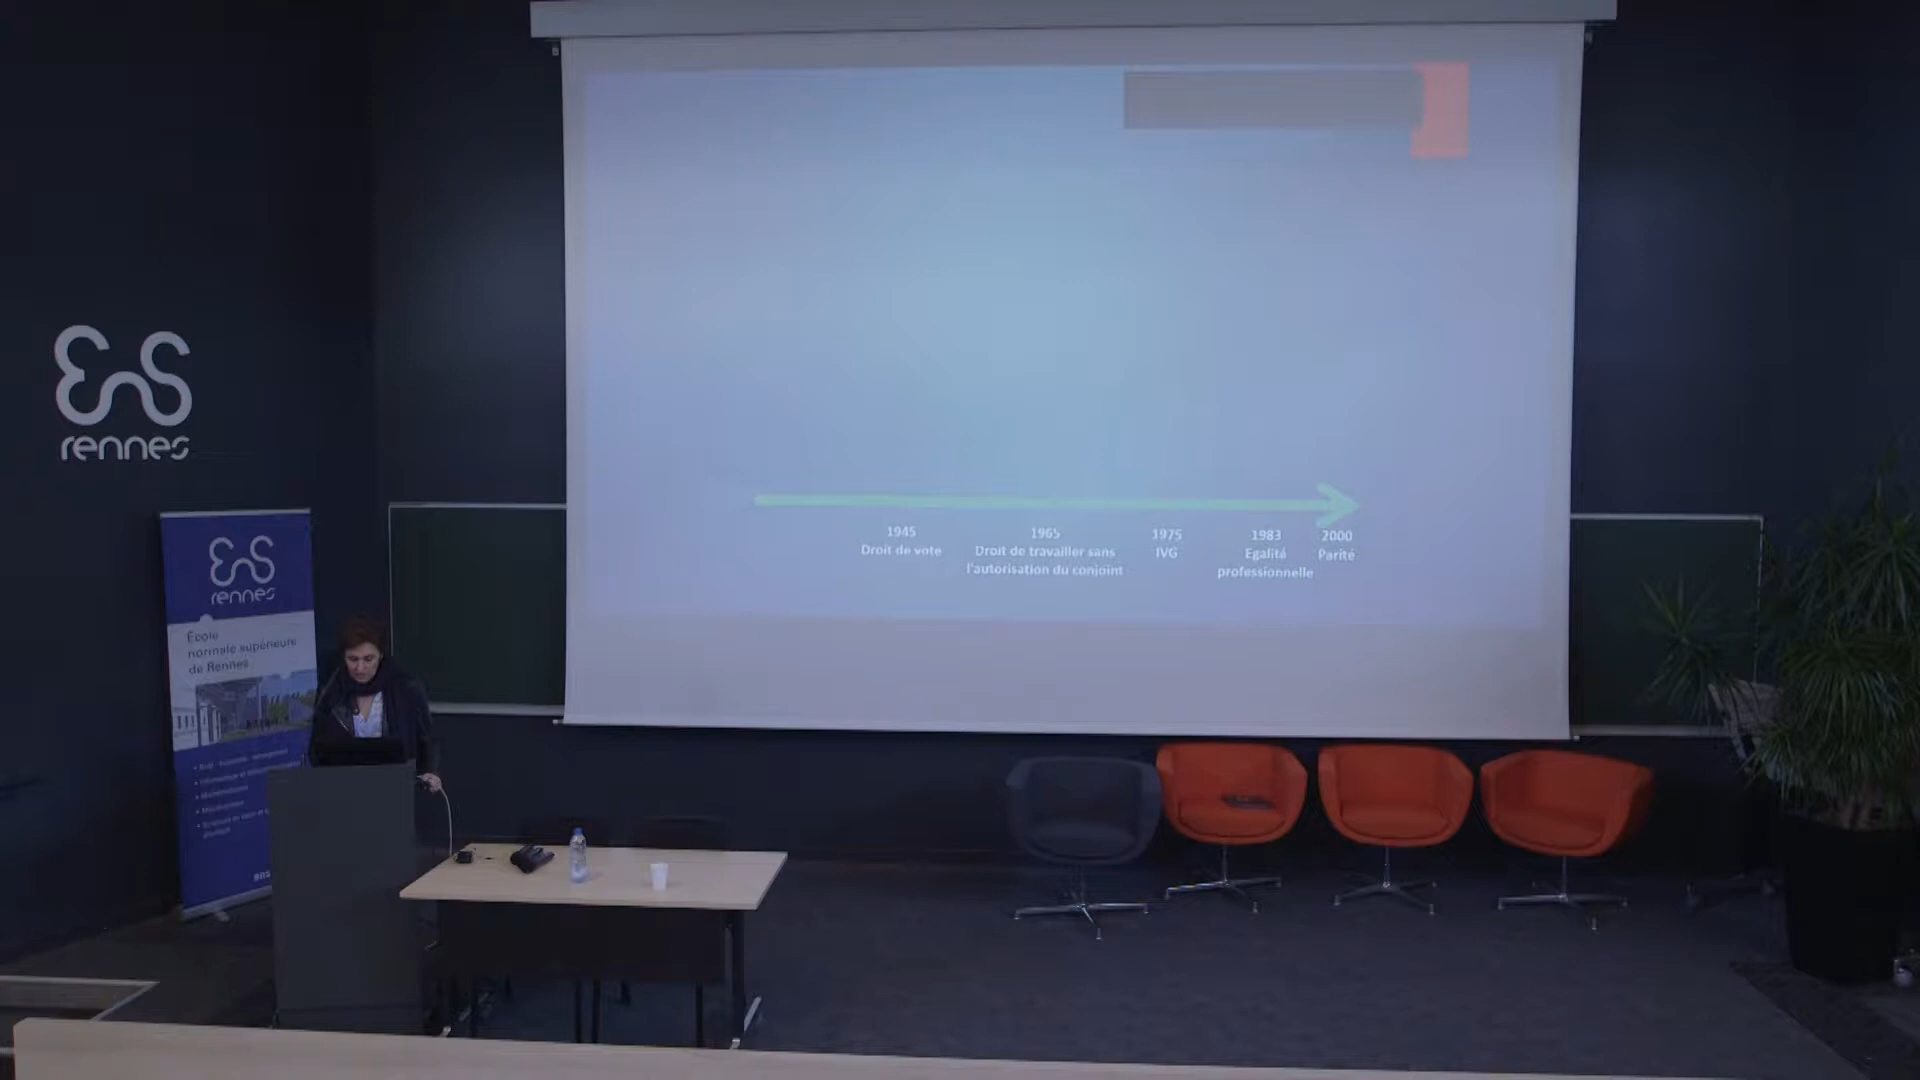 EnS
rennes
1945
Droit de vote
1965
Droit de travailler sans
l'autorisation du conjoint
1975
IVG
1983
Egalité
professionnelle
2000
Parité
EnS
rennes
École
normale supérieure
de Rennes